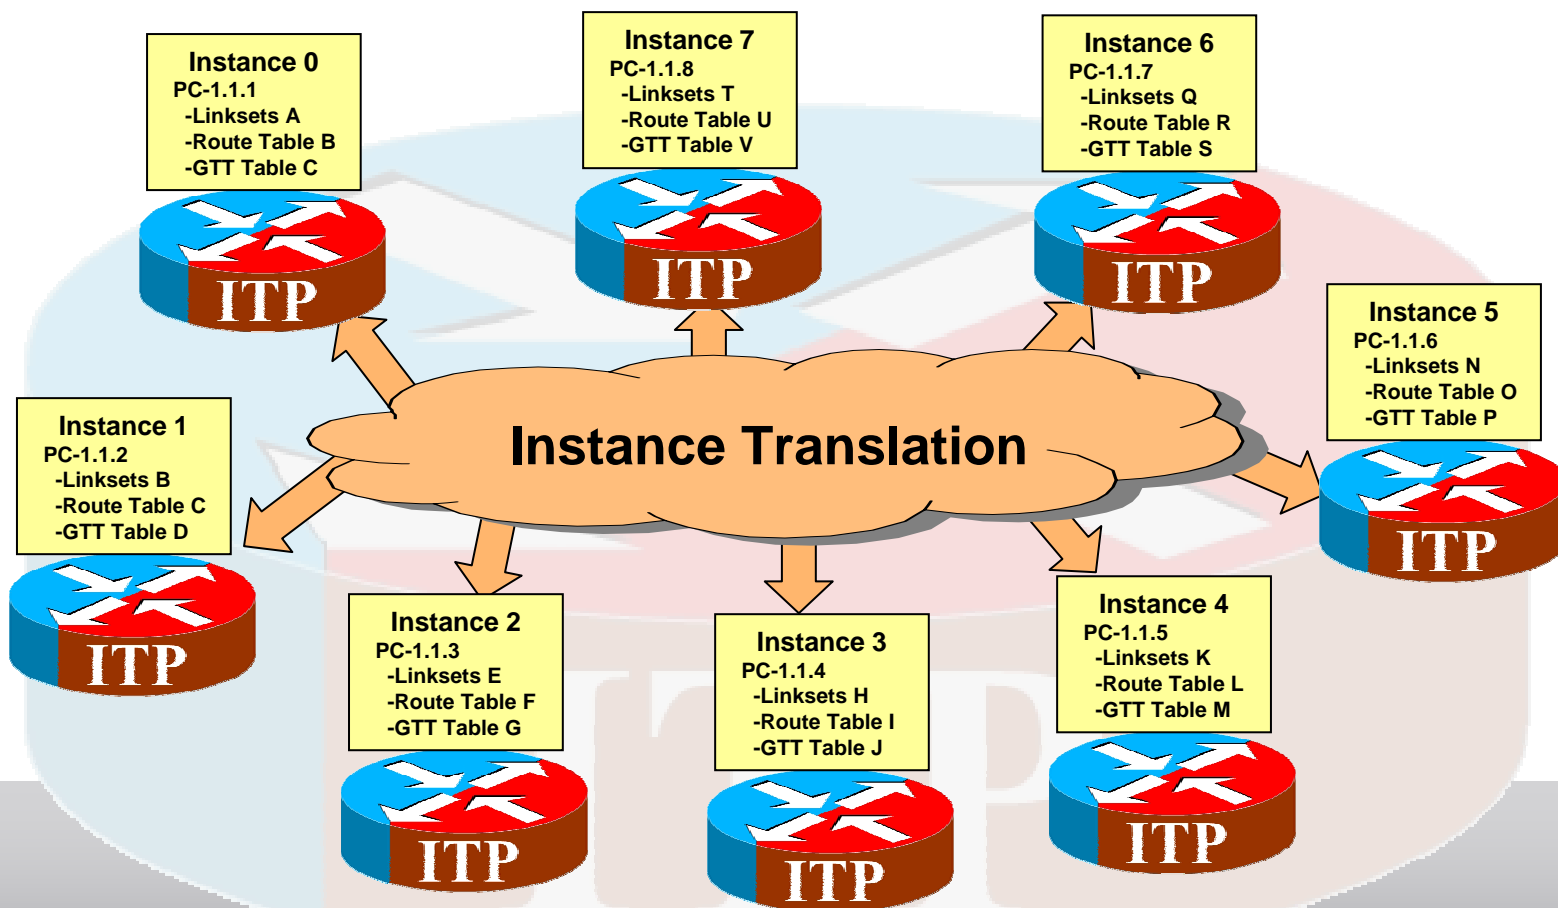 Instance 0
PC-1.1.1
-Linksets A
-Route Table B
-GTT Table C
ITP
Instance 7
PC-1.1.8
-Linksets T
-Route Table U
-GTT Table V
ITP
Instance 6
PC-1.1.7
-Linksets Q
-Route Table R
-GTT Table S
ITP
Instance 5
PC-1.1.6
-Linksets N
-Route Table O
-GTT Table P
ITP
Instance Translation
Instance 1
PC-1.1.2
-Linksets B
-Route Table C
-GTT Table D
ITP
Instance 2
PC-1.1.3
-Linksets E
-Route Table F
-GTT Table G
ITP
Instance 3
PC-1.1.4
-Linksets H
-Route Table I
-GTT Table J
ITP
Instance 4
PC-1.1.5
-Linksets K
-Route Table L
-GTT Table M
ITP
ITP